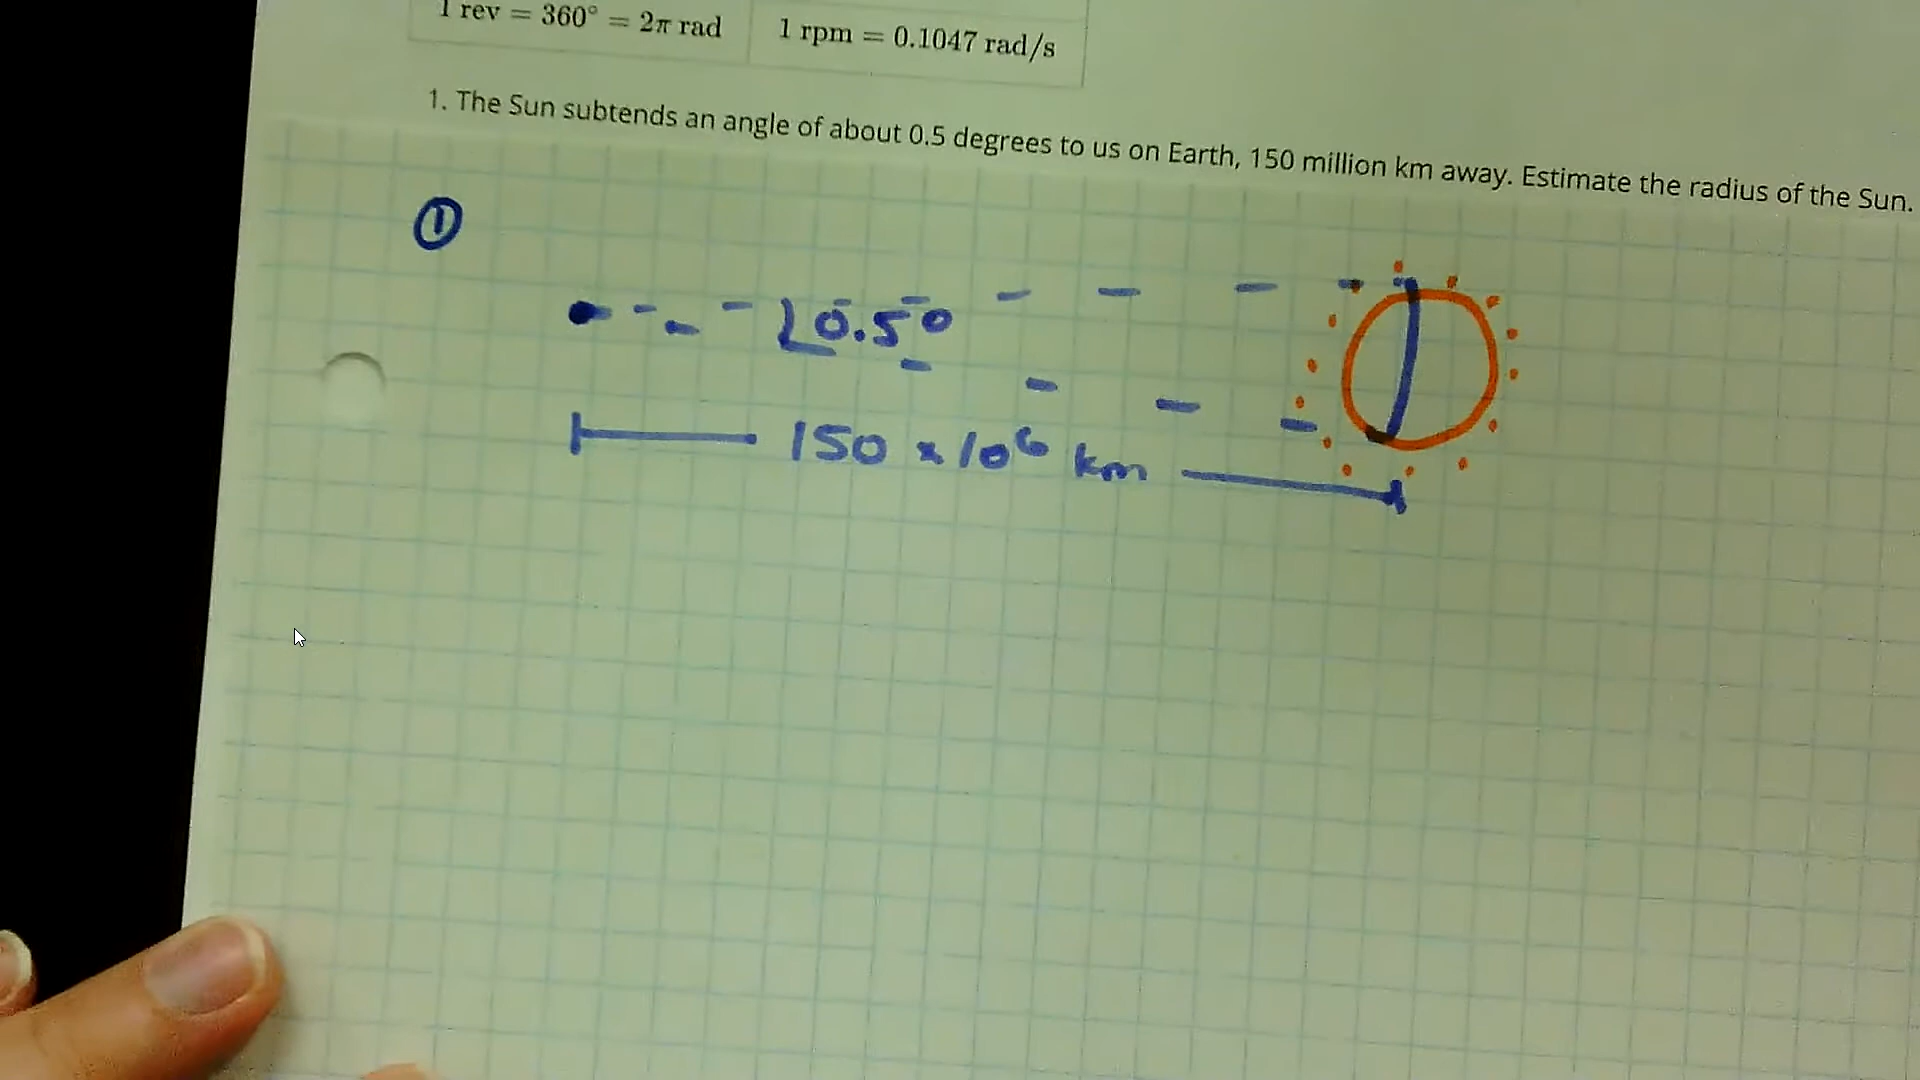 1 rev = 360° = 2π rad
1 rpm = 0.1047 rad/s
1. The Sun subtends an angle of about 0.5 degrees to us on Earth, 150 million km away. Estimate the radius of the Sun.
①
∠0.5°
150 × 10⁶ km